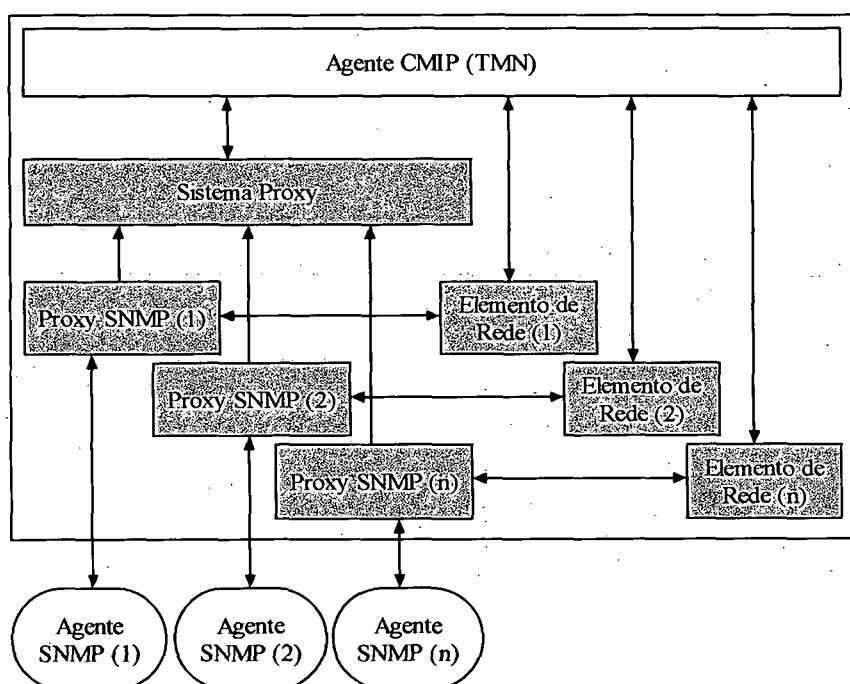 Agente CMIP (TMN)
Sistema Proxy
Proxy SNMP (1)
Elemento de
Rede (1)
Proxy SNMP (2)
Elemento de
Rede (2)
Proxy SNMP (n)
Elemento de
Rede (n)
Agente
SNMP (1)
Agente
SNMP (2)
Agente
SNMP (n)